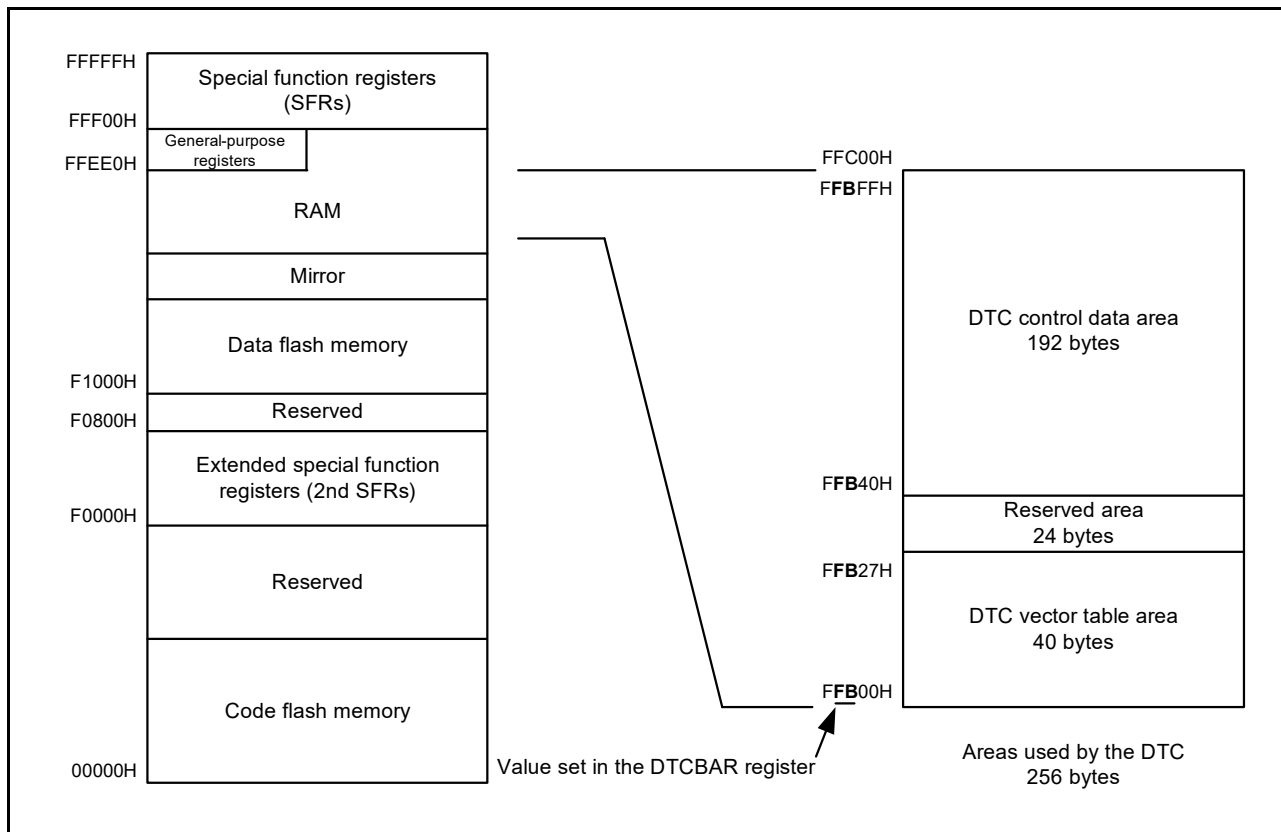 FFFFFH
Special function registers
(SFRs)
FFF00H
General-purpose
registers
FFEE0H
RAM
Mirror
Data flash memory
F1000H
Reserved
F0800H
Extended special function
registers (2nd SFRs)
F0000H
Reserved
Code flash memory
00000H
FFC00H
FFBFFH
DTC control data area
192 bytes
FFB40H
Reserved area
24 bytes
FFB27H
DTC vector table area
40 bytes
FFB00H
Value set in the DTCBAR register
Areas used by the DTC
256 bytes